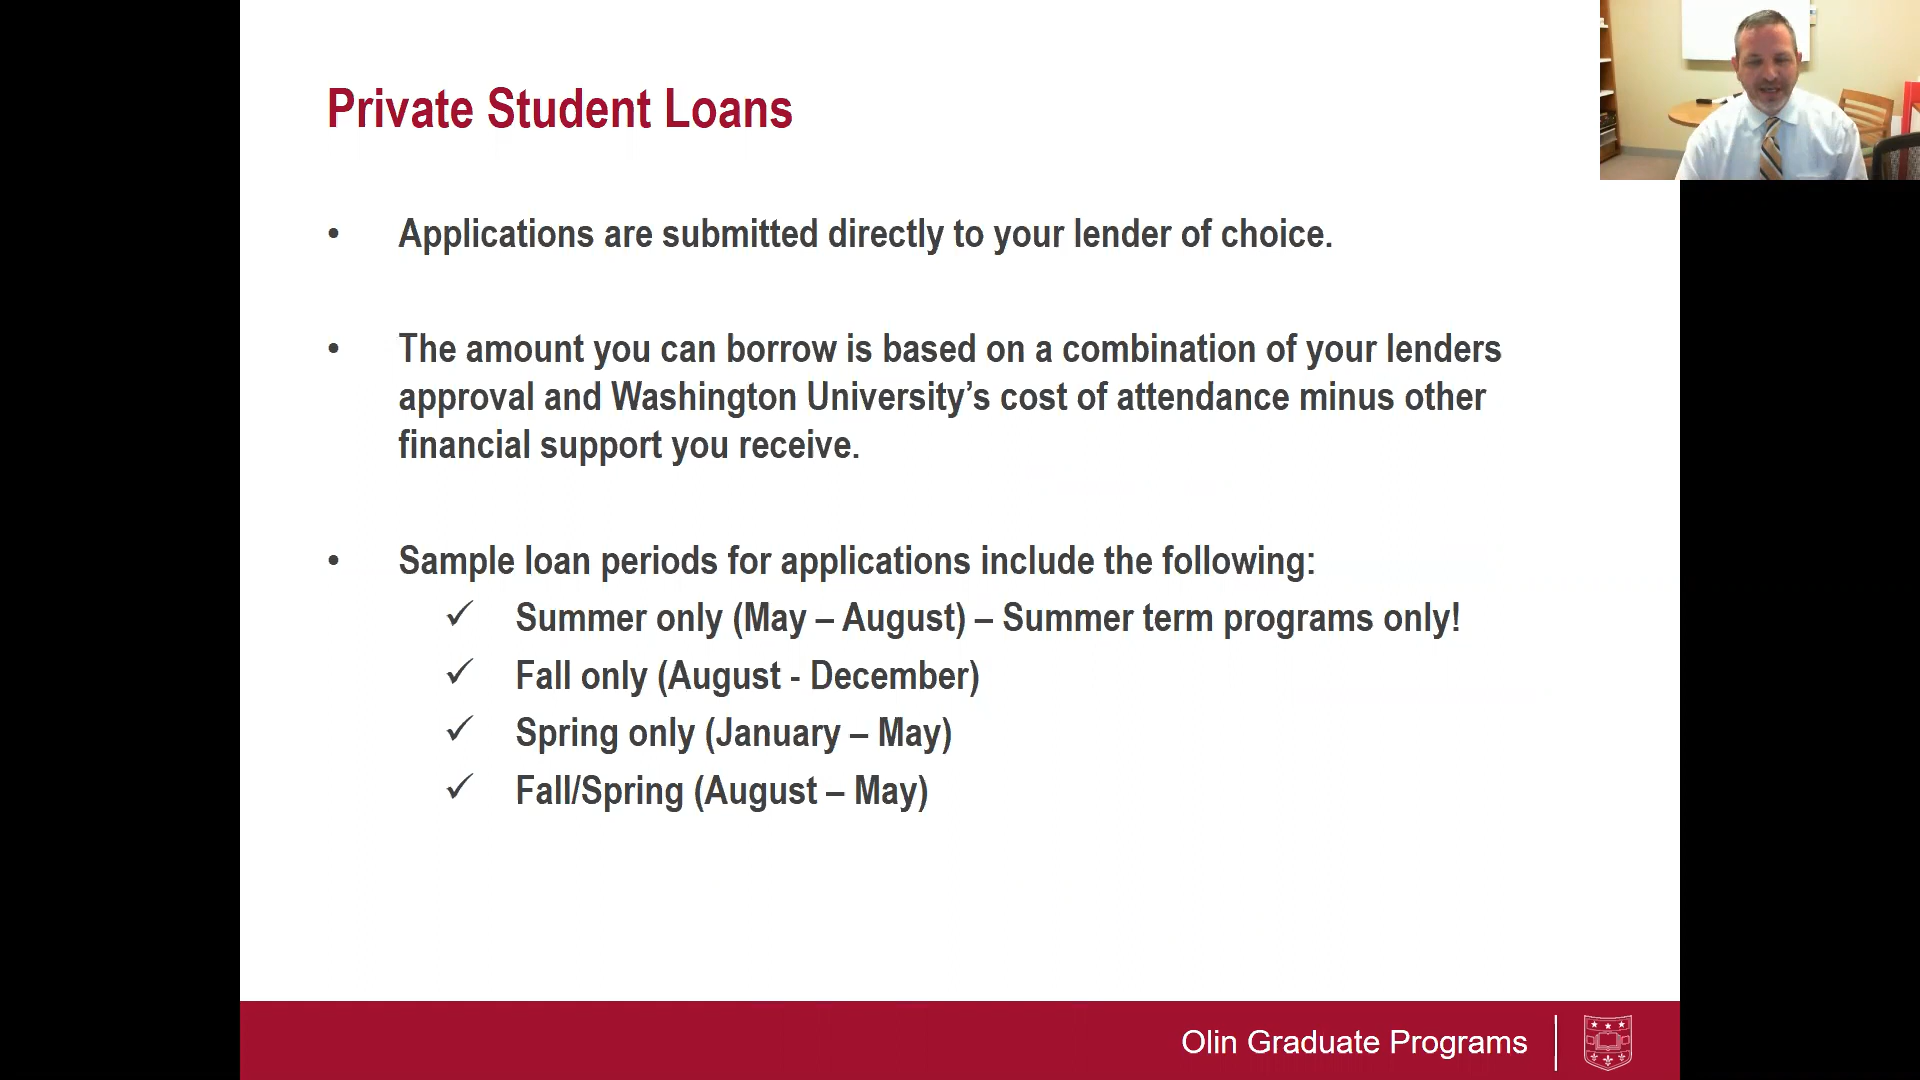 Private Student Loans
• Applications are submitted directly to your lender of choice.
• The amount you can borrow is based on a combination of your lenders
approval and Washington University’s cost of attendance minus other
financial support you receive.
• Sample loan periods for applications include the following:
✓ Summer only (May – August) – Summer term programs only!
✓ Fall only (August - December)
✓ Spring only (January – May)
✓ Fall/Spring (August – May)
Olin Graduate Programs